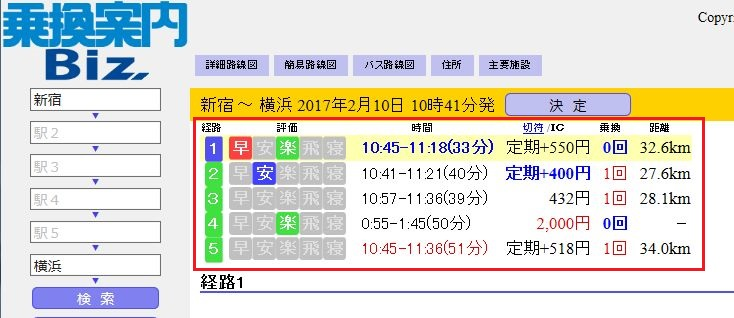 Copyr
乗換案内
Biz
詳細路線図 簡易路線図 バス路線図 住所 主要施設
新宿 ～ 横浜 2017年2月10日 10時41分発 決 定
経路 評価 時間 切符 /IC 乗換 距離
1 早 安 楽 飛 寝 10:45-11:18(33分) 定期+550円 0回 32.6km
2 早 安 楽 飛 寝 10:41-11:21(40分) 定期+400円 1回 27.6km
3 早 安 楽 飛 寝 10:57-11:36(39分) 432円 1回 28.1km
4 早 安 楽 飛 寝 0:55-1:45(50分) 2,000円 0回 –
5 早 安 楽 飛 寝 10:45-11:36(51分) 定期+518円 1回 34.0km
経路1
新宿
駅２
駅３
駅４
駅５
横浜
検 索